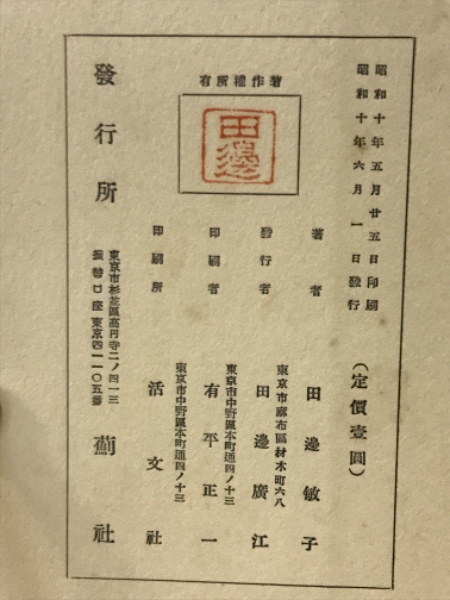 昭和十年五月廿五日印刷
昭和十年六月一日發行
(定價壹圓)
著作權所有
田邊
著者 田邊敏子
東京市麻布區材木町六八
發行者 田邊廣江
東京市中野區本町通四ノ十三
印刷者 有平正一
東京市中野區本町通四ノ十三
印刷所 活文社
發行所 薊社
東京市杉並區高円寺二ノ四一三
振替口座東京四一一〇五番